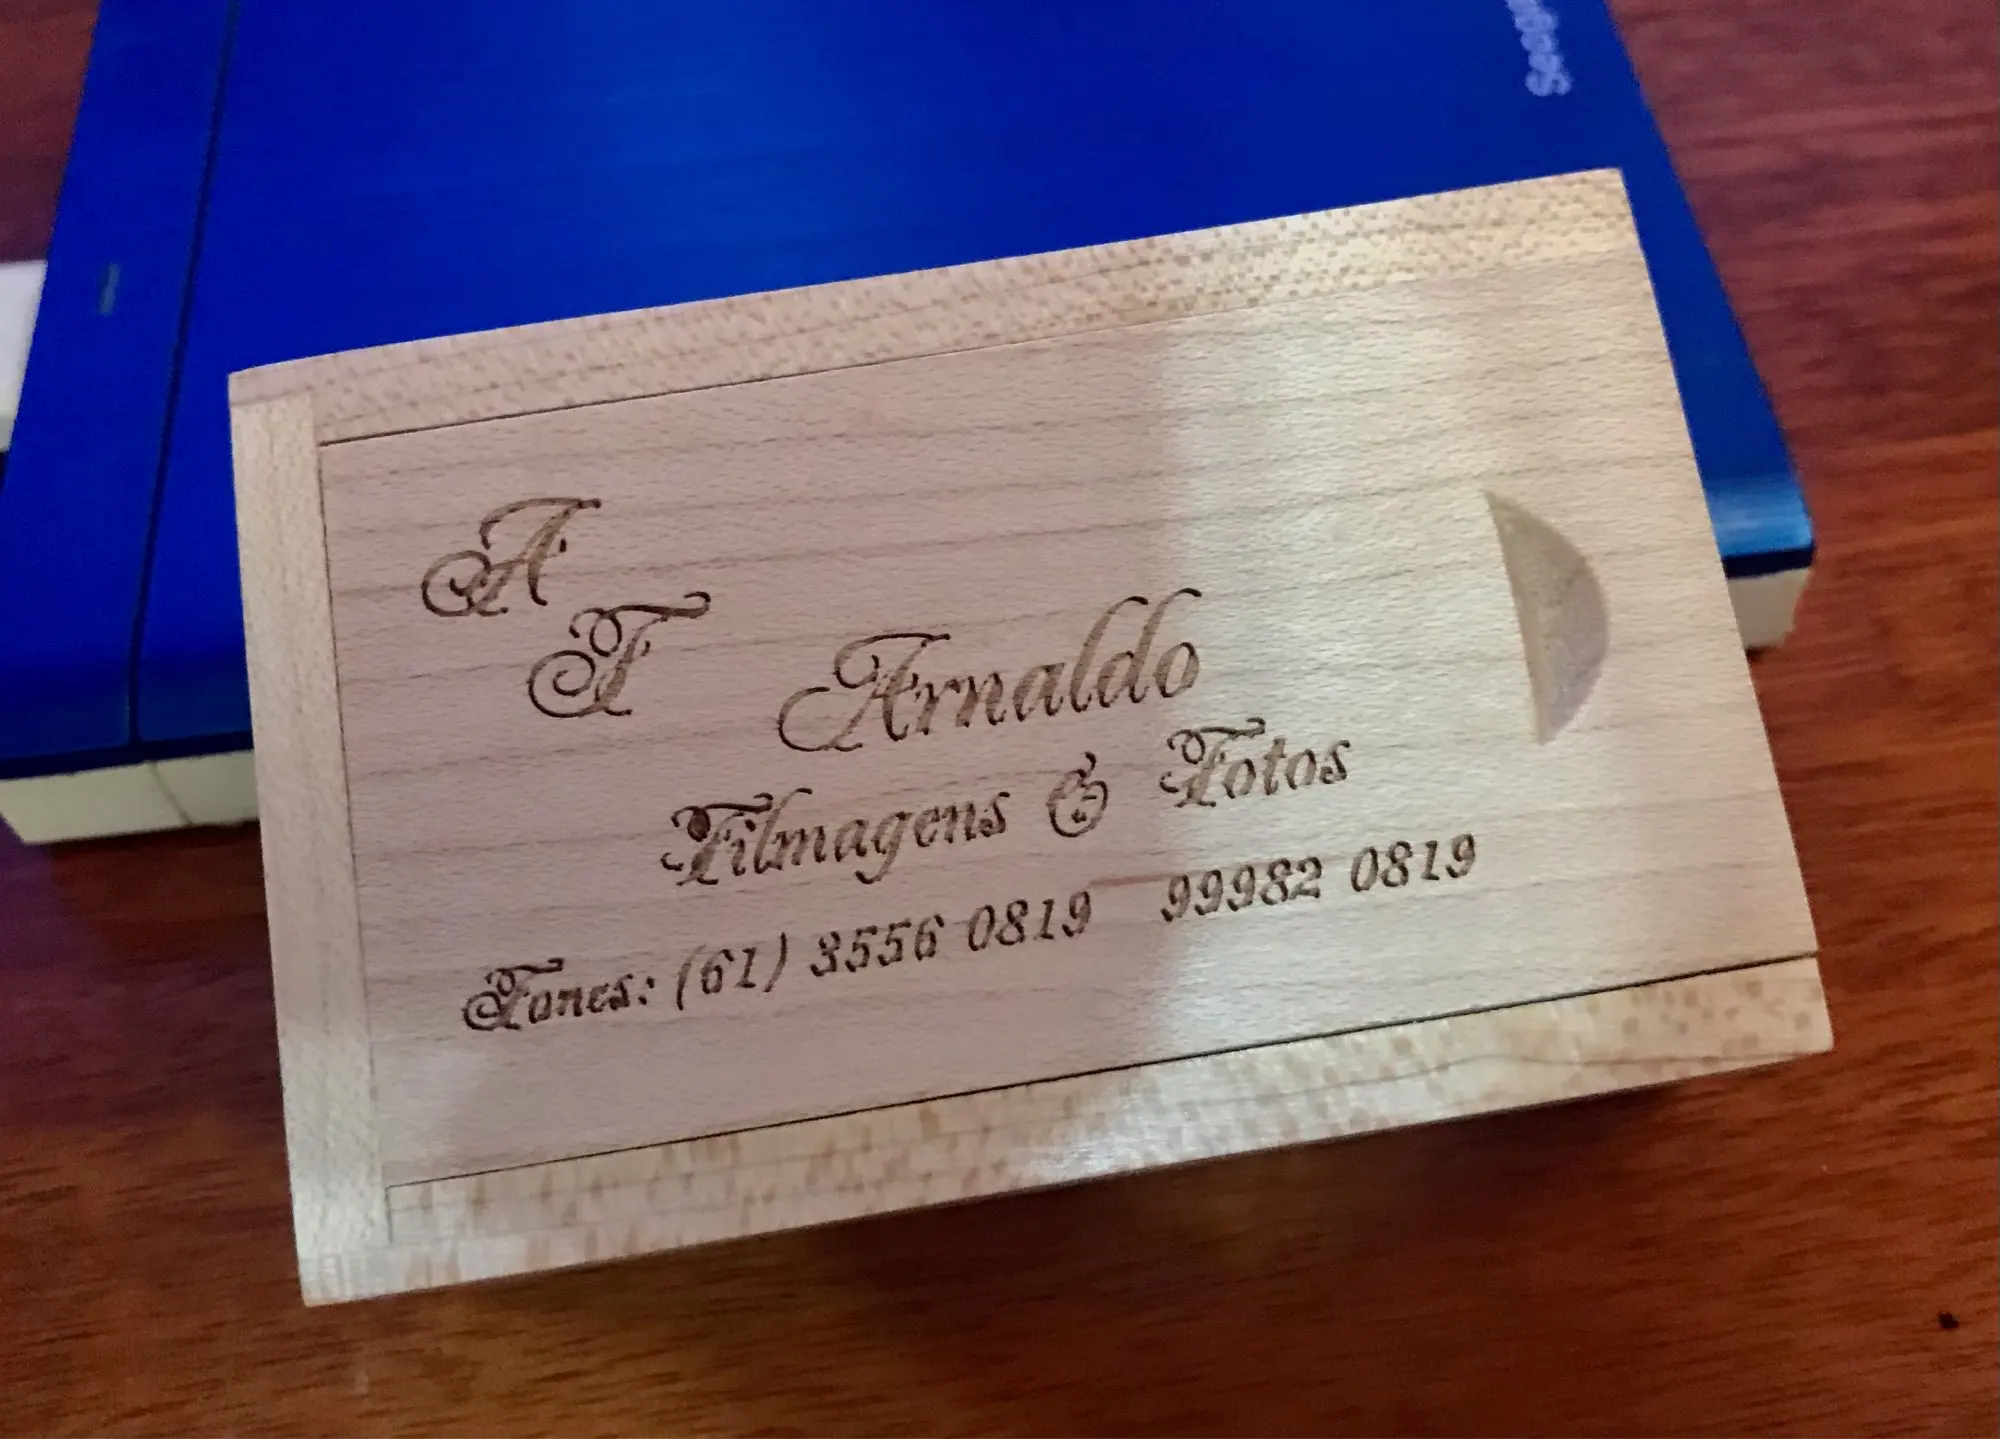 A
F
Arnaldo
Filmagens & Fotos
Fones: (61) 3556 0819 99982 0819